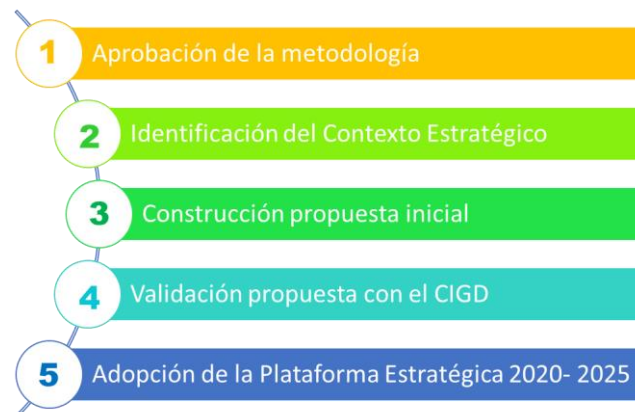 1 Aprobación de la metodología
2 Identificación del Contexto Estratégico
3 Construcción propuesta inicial
4 Validación propuesta con el CIGD
5 Adopción de la Plataforma Estratégica 2020- 2025